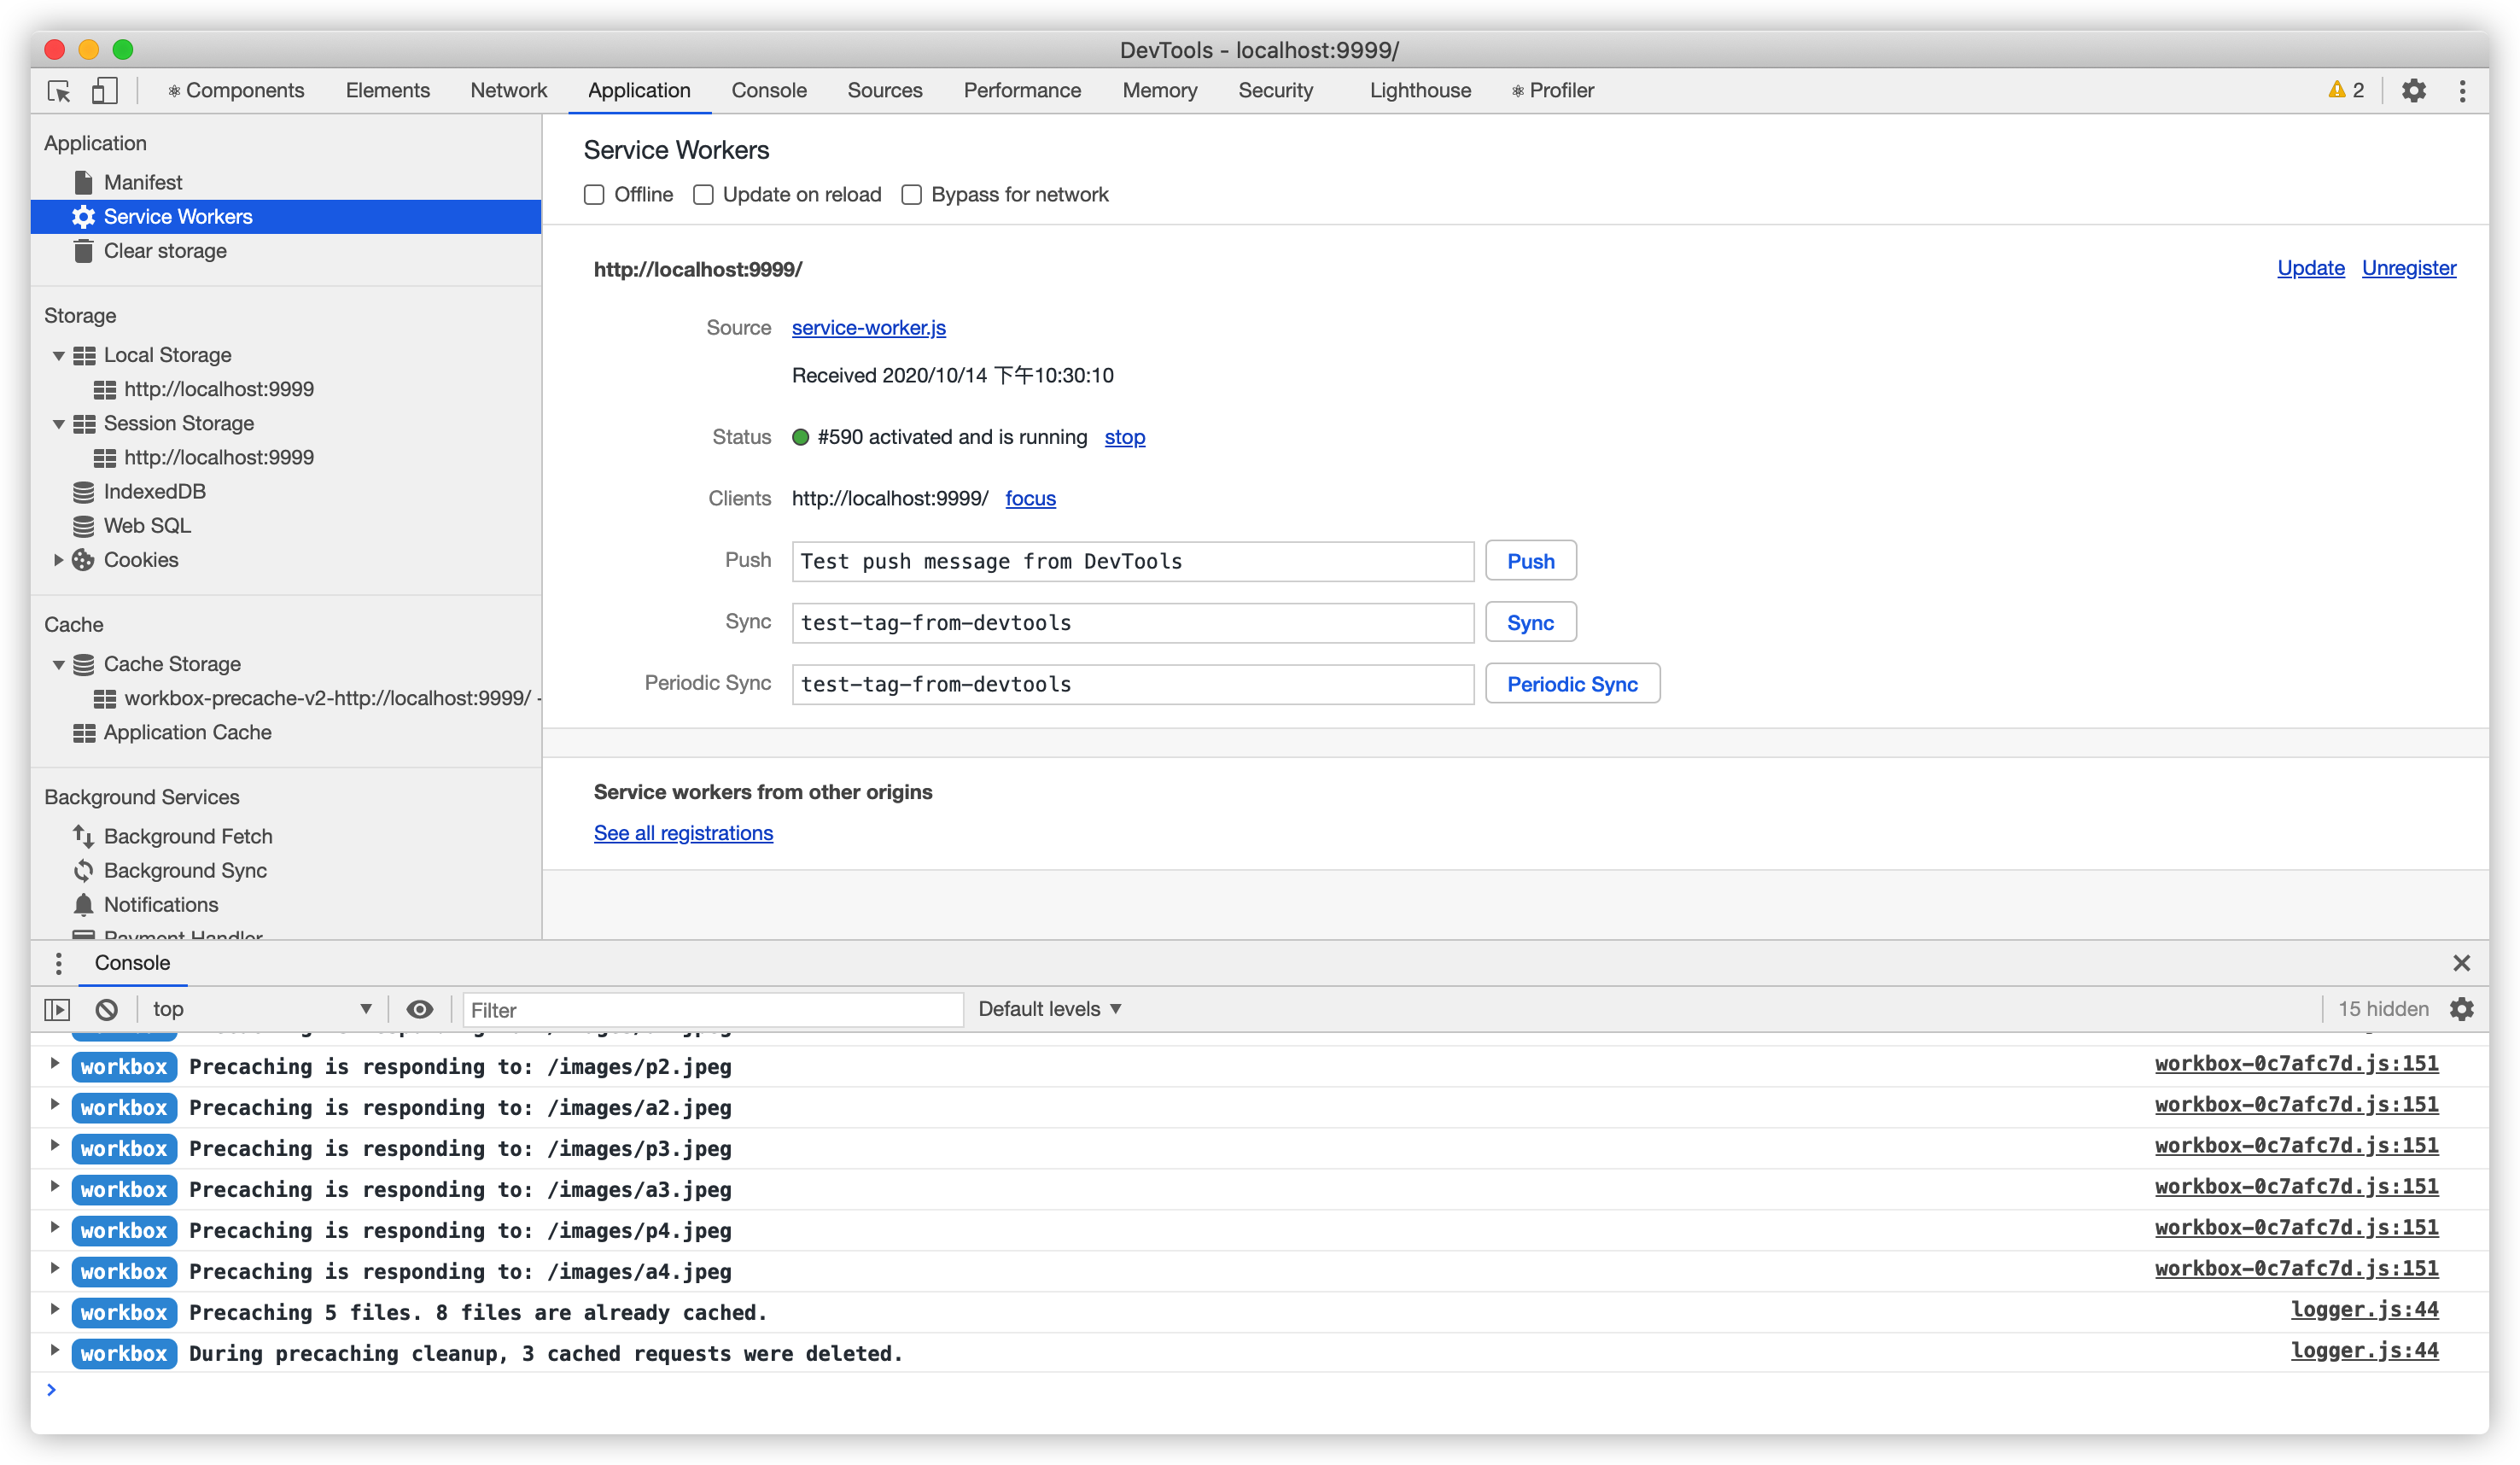 DevTools - localhost:9999/
⚛ Components Elements Network Application Console Sources Performance Memory Security Lighthouse ⚛ Profiler 2
Application
Manifest
Service Workers
Clear storage
Storage
Local Storage
http://localhost:9999
Session Storage
http://localhost:9999
IndexedDB
Web SQL
Cookies
Cache
Cache Storage
workbox-precache-v2-http://localhost:9999/ -
Application Cache
Background Services
Background Fetch
Background Sync
Notifications
Payment Handler
Service Workers
Offline Update on reload Bypass for network
http://localhost:9999/ Update Unregister
Source service-worker.js
Received 2020/10/14 下午10:30:10
Status #590 activated and is running stop
Clients http://localhost:9999/ focus
Push Test push message from DevTools Push
Sync test-tag-from-devtools Sync
Periodic Sync test-tag-from-devtools Periodic Sync
Service workers from other origins
See all registrations
Console
top Filter Default levels 15 hidden
workbox Precaching is responding to: /images/p2.jpeg workbox-0c7afc7d.js:151
workbox Precaching is responding to: /images/a2.jpeg workbox-0c7afc7d.js:151
workbox Precaching is responding to: /images/p3.jpeg workbox-0c7afc7d.js:151
workbox Precaching is responding to: /images/a3.jpeg workbox-0c7afc7d.js:151
workbox Precaching is responding to: /images/p4.jpeg workbox-0c7afc7d.js:151
workbox Precaching is responding to: /images/a4.jpeg workbox-0c7afc7d.js:151
workbox Precaching 5 files. 8 files are already cached. logger.js:44
workbox During precaching cleanup, 3 cached requests were deleted. logger.js:44